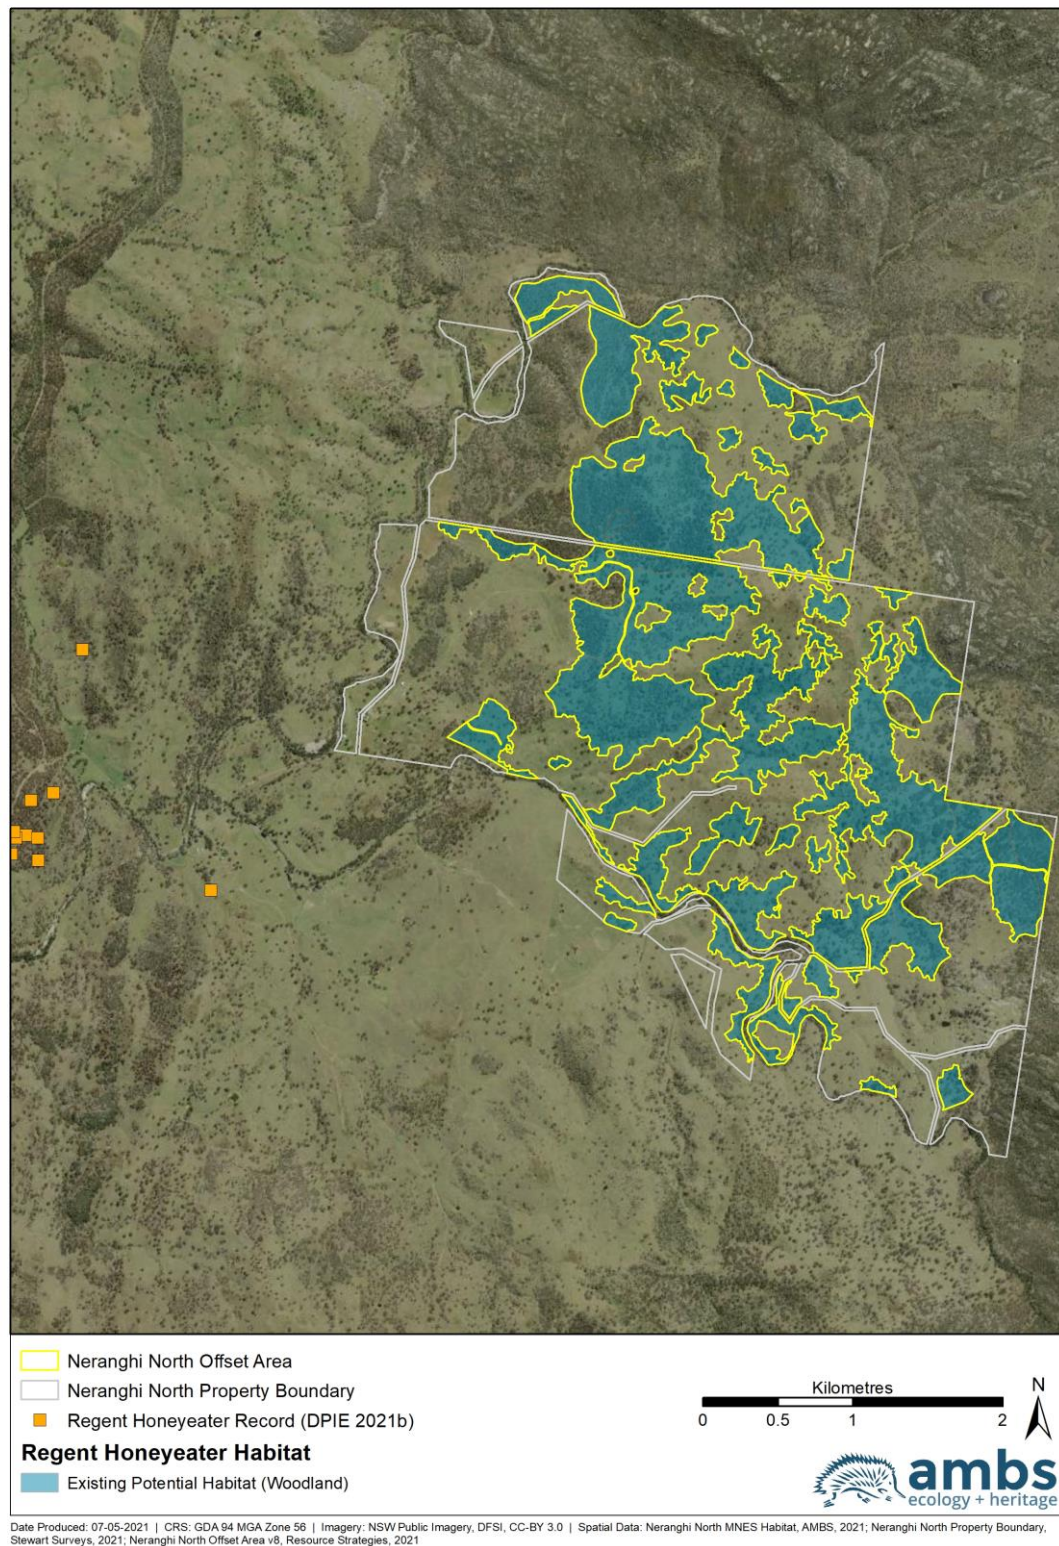 Neranghi North Offset Area
Neranghi North Property Boundary
Regent Honeyeater Record (DPIE 2021b)
Regent Honeyeater Habitat
Existing Potential Habitat (Woodland)
Kilometres
0 0.5 1 2
N
ambs
ecology + heritage
Date Produced: 07-05-2021 | CRS: GDA 94 MGA Zone 56 | Imagery: NSW Public Imagery, DFSI, CC-BY 3.0 | Spatial Data: Neranghi North MNES Habitat, AMBS, 2021; Neranghi North Property Boundary,
Stewart Surveys, 2021; Neranghi North Offset Area v8, Resource Strategies, 2021